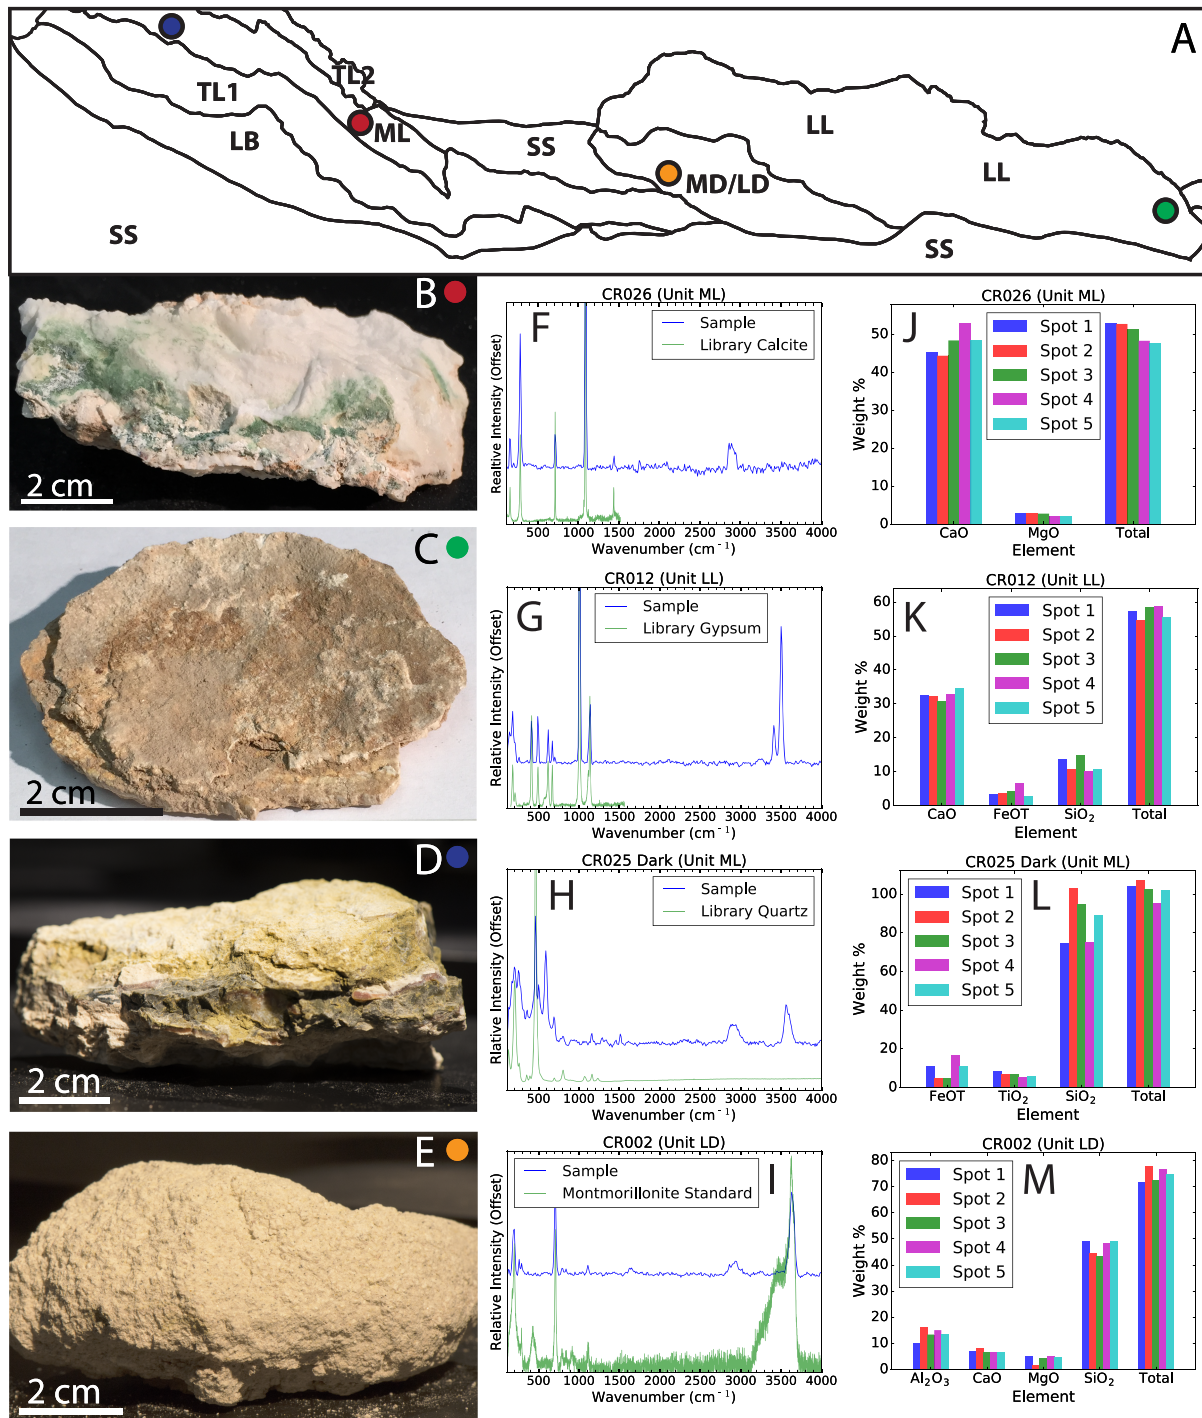 A
TL2
TL1
ML
LL
LB
SS
LL
MD/LD
SS
SS
B
2 cm
C
2 cm
D
2 cm
E
2 cm
CR026 (Unit ML)
F
Sample
Library Calcite
Realtive Intensity (Offset)
500 1000 1500 2000 2500 3000 3500 4000
Wavenumber (cm⁻¹)
CR012 (Unit LL)
G
Sample
Library Gypsum
Relative Intensity (Offset)
500 1000 1500 2000 2500 3000 3500 4000
Wavenumber (cm⁻¹)
CR025 Dark (Unit ML)
H
Sample
Library Quartz
Rlative Intensity (Offset)
500 1000 1500 2000 2500 3000 3500 4000
Wavenumber (cm⁻¹)
CR002 (Unit LD)
I
Sample
Montmorillonite Standard
Relative Intensity (Offset)
500 1000 1500 2000 2500 3000 3500 4000
Wavenumber (cm⁻¹)
CR026 (Unit ML)
J
Spot 1
Spot 2
Spot 3
Spot 4
Spot 5
Weight %
50
40
30
20
10
0
CaO MgO Total
Element
CR012 (Unit LL)
K
Spot 1
Spot 2
Spot 3
Spot 4
Spot 5
Weight %
60
50
40
30
20
10
0
CaO FeOT SiO₂ Total
Element
CR025 Dark (Unit ML)
L
Spot 1
Spot 2
Spot 3
Spot 4
Spot 5
Weight %
100
80
60
40
20
0
FeOT TiO₂ SiO₂ Total
Element
CR002 (Unit LD)
M
Spot 1
Spot 2
Spot 3
Spot 4
Spot 5
Weight %
80
70
60
50
40
30
20
10
0
Al₂O₃ CaO MgO SiO₂ Total
Element